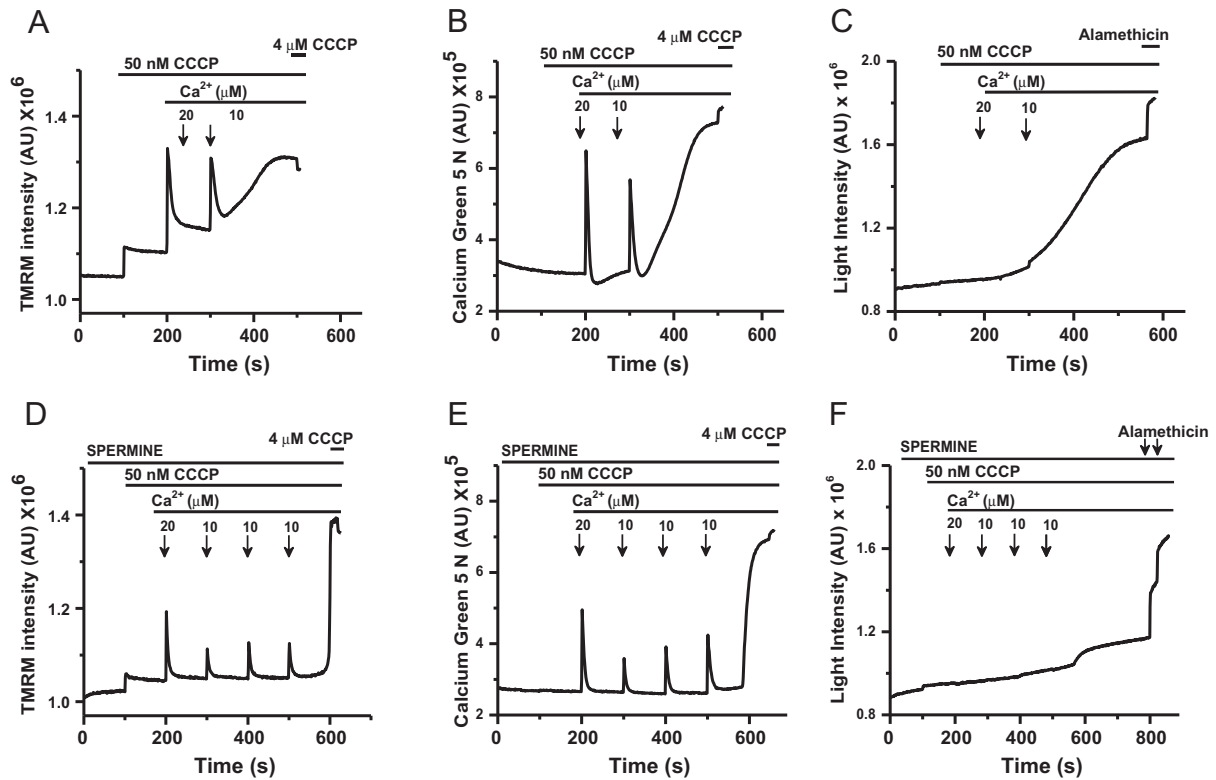 A
4 μM CCCP
50 nM CCCP
Ca2+ (μM)
20 10
TMRM intensity (AU) X10^6
1.4
1.3
1.2
1.1
1.0
0 200 400 600
Time (s)
B
4 μM CCCP
50 nM CCCP
Ca2+ (μM)
20 10
Calcium Green 5 N (AU) X10^5
8
6
4
2
0 200 400 600
Time (s)
C
Alamethicin
50 nM CCCP
Ca2+ (μM)
20 10
Light Intensity (AU) x 10^6
2.0
1.6
1.2
0.8
0 200 400 600
Time (s)
D
4 μM CCCP
SPERMINE
50 nM CCCP
Ca2+ (μM)
20 10 10 10
TMRM intensity (AU) X10^6
1.4
1.2
1.0
0 200 400 600
Time (s)
E
4 μM CCCP
SPERMINE
50 nM CCCP
Ca2+ (μM)
20 10 10 10
Calcium Green 5 N (AU) X10^5
8
6
4
2
0 200 400 600
Time (s)
F
Alamethicin
SPERMINE
50 nM CCCP
Ca2+ (μM)
20 10 10 10
Light Intensity (AU) x 10^6
2.0
1.6
1.2
0.8
0 200 400 600 800
Time (s)